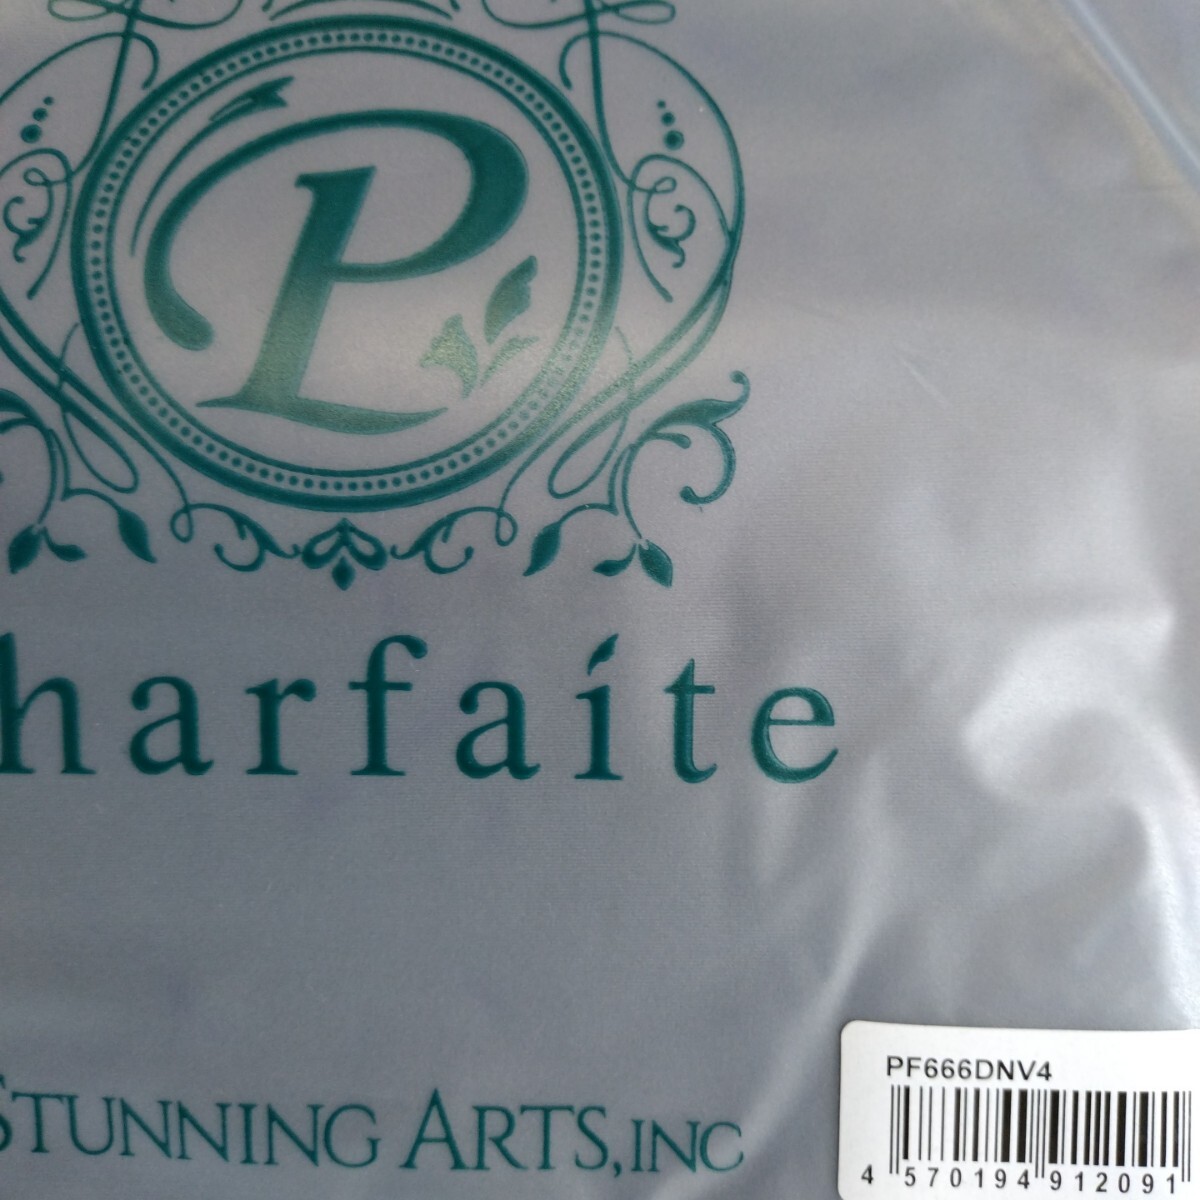 P
harfaite
STUNNING ARTS,INC
PF666DNV4
4 570194 912091